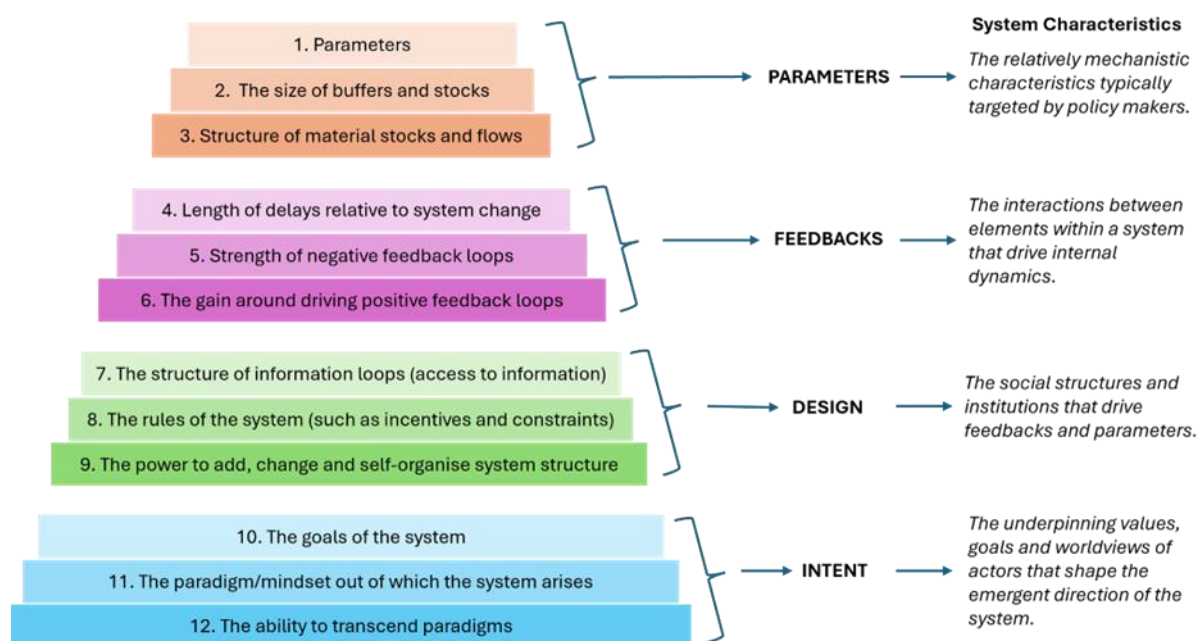 System Characteristics
1. Parameters
2. The size of buffers and stocks
3. Structure of material stocks and flows
PARAMETERS
The relatively mechanistic
characteristics typically
targeted by policy makers.
4. Length of delays relative to system change
5. Strength of negative feedback loops
6. The gain around driving positive feedback loops
FEEDBACKS
The interactions between
elements within a system
that drive internal
dynamics.
7. The structure of information loops (access to information)
8. The rules of the system (such as incentives and constraints)
9. The power to add, change and self-organise system structure
DESIGN
The social structures and
institutions that drive
feedbacks and parameters.
10. The goals of the system
11. The paradigm/mindset out of which the system arises
12. The ability to transcend paradigms
INTENT
The underpinning values,
goals and worldviews of
actors that shape the
emergent direction of the
system.